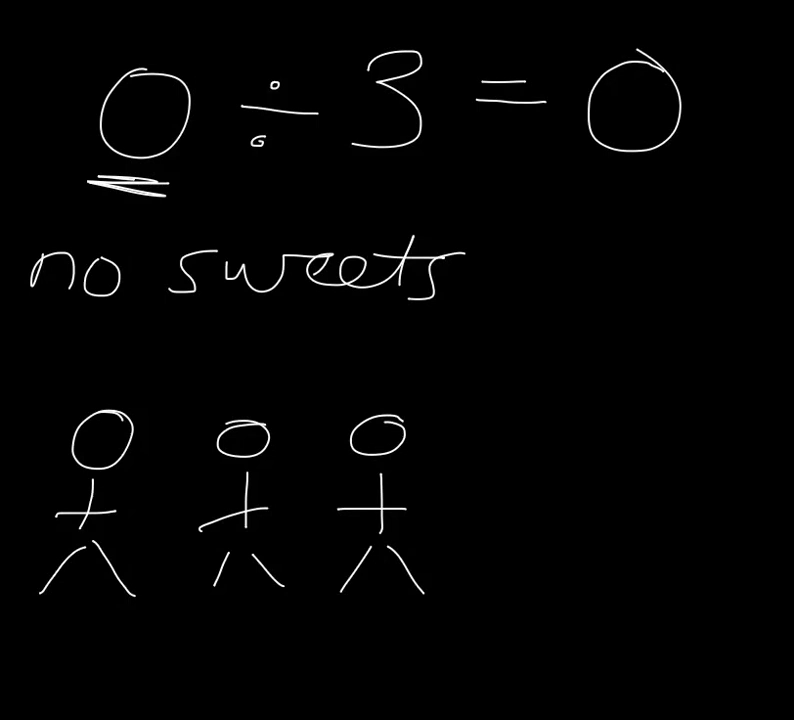 0 ÷ 3 = 0
no sweets